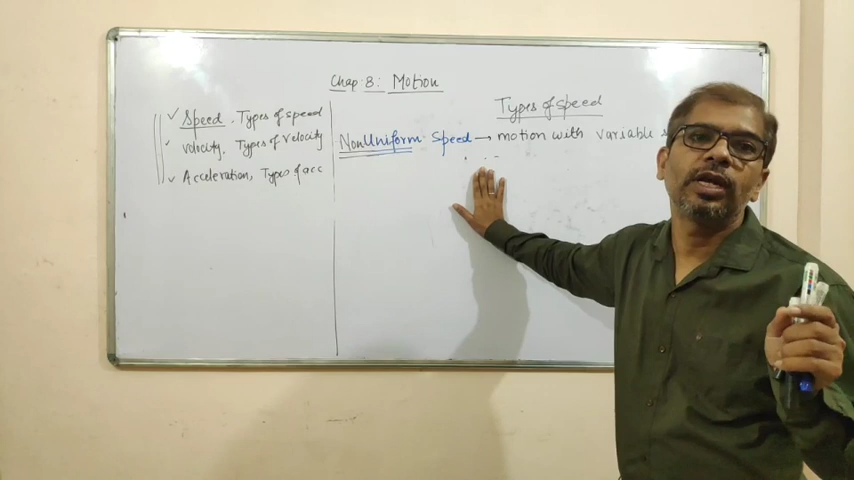 Chap. 8: Motion
Speed. Types of speed
velocity, Types of velocity
Acceleration, Types of acc
Types of speed
NonUniform Speed → motion with variable s